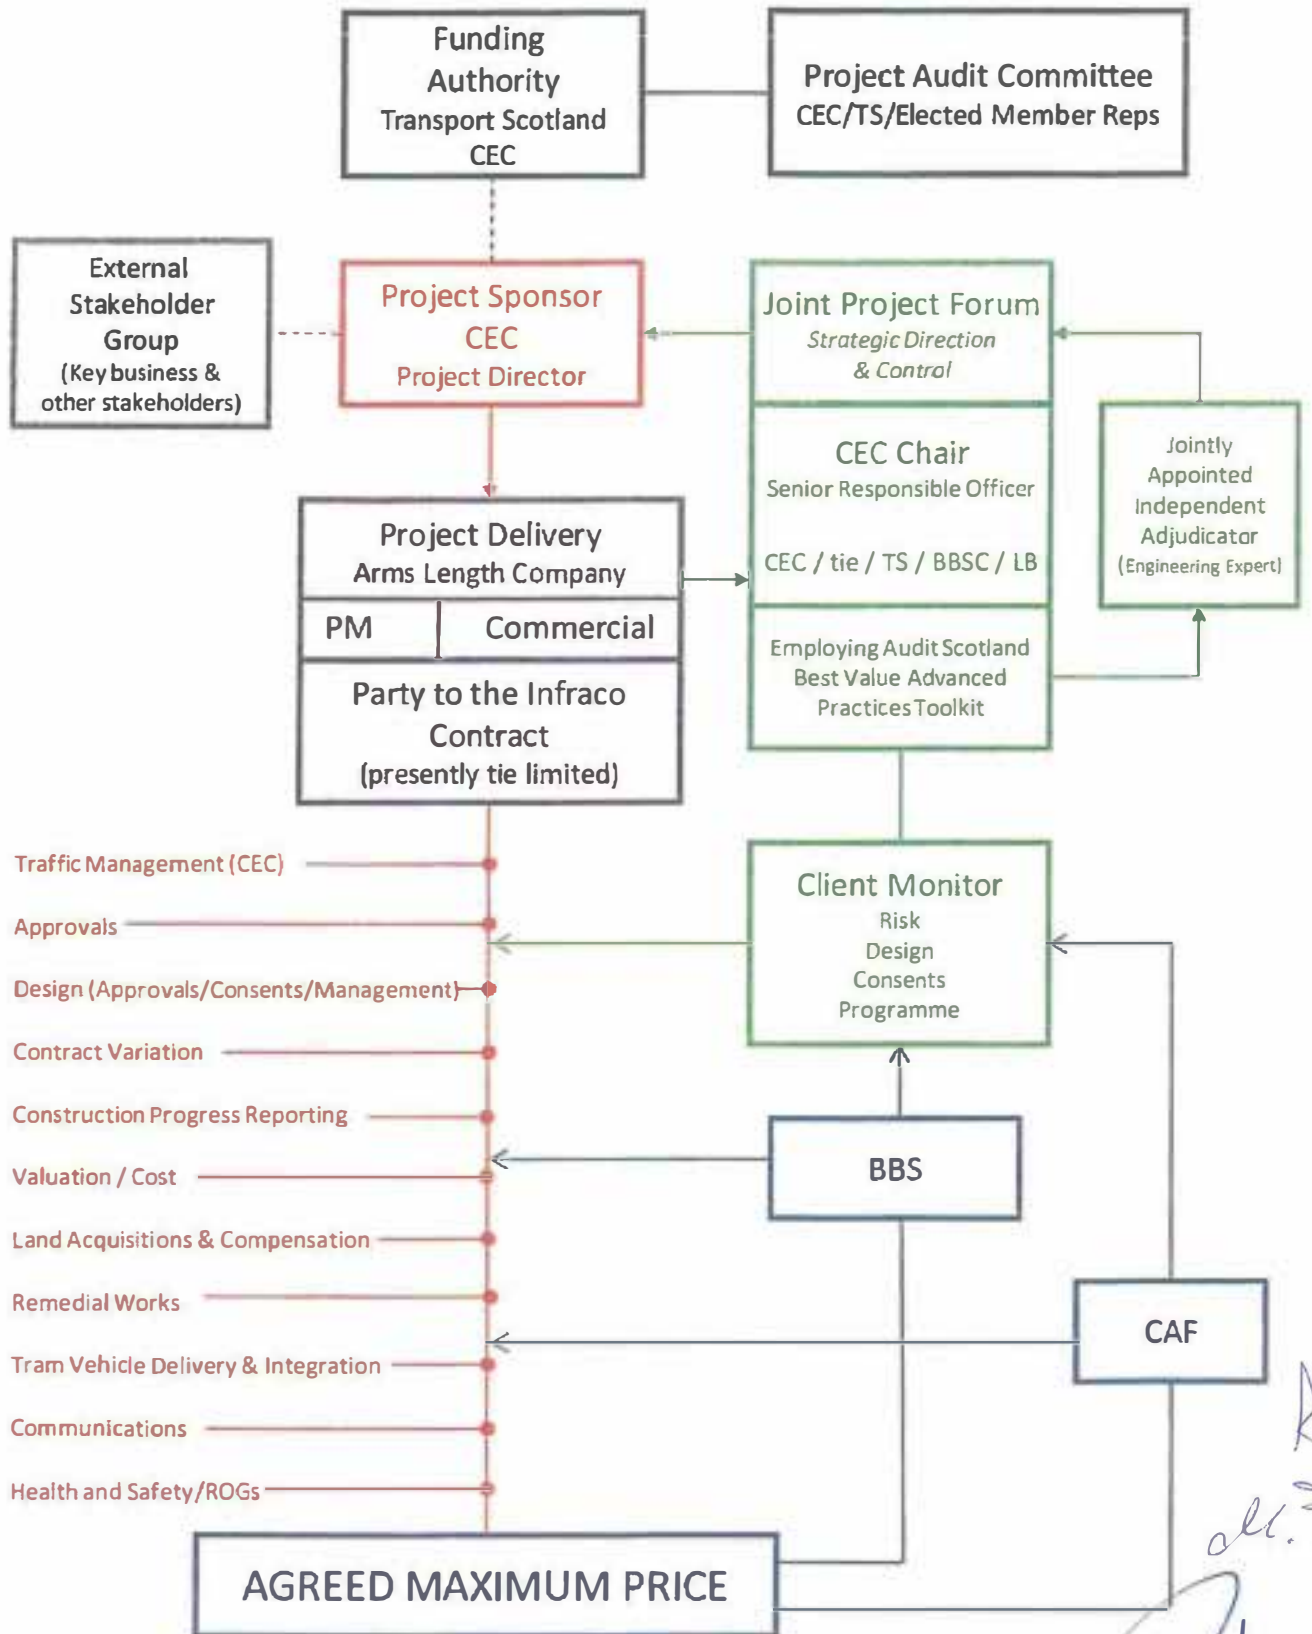 Funding
Authority
Transport Scotland
CEC
Project Audit Committee
CEC/TS/Elected Member Reps
External
Stakeholder
Group
(Key business &
other stakeholders)
Project Sponsor
CEC
Project Director
Joint Project Forum
Strategic Direction
& Control
CEC Chair
Senior Responsible Officer
CEC / tie / TS / BBSC / LB
Employing Audit Scotland
Best Value Advanced
Practices Toolkit
Jointly
Appointed
Independent
Adjudicator
(Engineering Expert)
Project Delivery
Arms Length Company
PM
Commercial
Party to the Infraco
Contract
(presently tie limited)
Traffic Management (CEC)
Approvals
Design (Approvals/Consents/Management)
Contract Variation
Construction Progress Reporting
Valuation / Cost
Land Acquisitions & Compensation
Remedial Works
Tram Vehicle Delivery & Integration
Communications
Health and Safety/ROGs
Client Monitor
Risk
Design
Consents
Programme
BBS
CAF
AGREED MAXIMUM PRICE